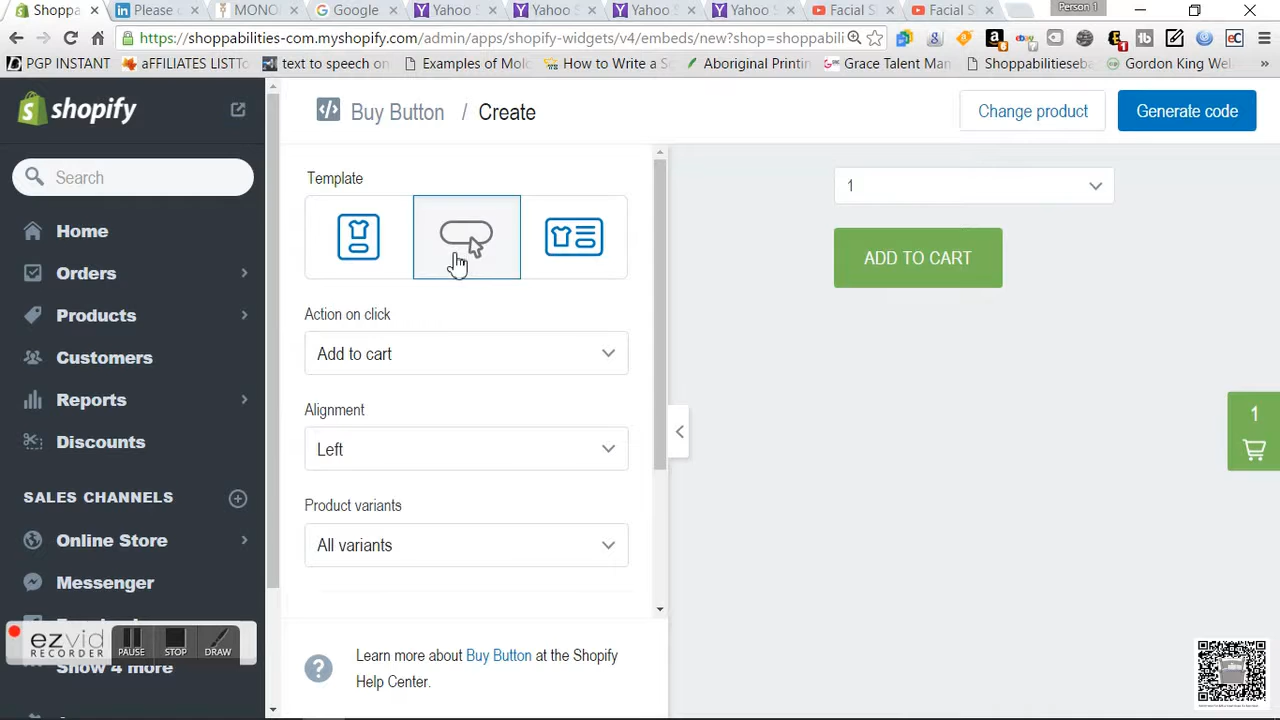 Shoppa
Please
MONO
Google
Yahoo
Yahoo
Yahoo
Yahoo S
Facial S
Facial S
Person 1
https://shoppabilities-com.myshopify.com/admin/apps/shopify-widgets/v4/embeds/new?shop=shoppabili
PGP INSTANT
aFFILIATES LISTTo
text to speech
Examples of Mol
How to Write a S
Aboriginal Printin
Grace Talent Man
Shoppabilitieseb
Gordon King Wel
»
shopify
Search
Home
Orders
Products
Customers
Reports
Discounts
SALES CHANNELS
Online Store
Messenger
Show 4 more
ezvid
RECORDER
PAUSE
STOP
DRAW
Buy Button / Create
Change product
Generate code
Template
Action on click
Add to cart
Alignment
Left
Product variants
All variants
Learn more about Buy Button at the Shopify
Help Center.
1
ADD TO CART
1